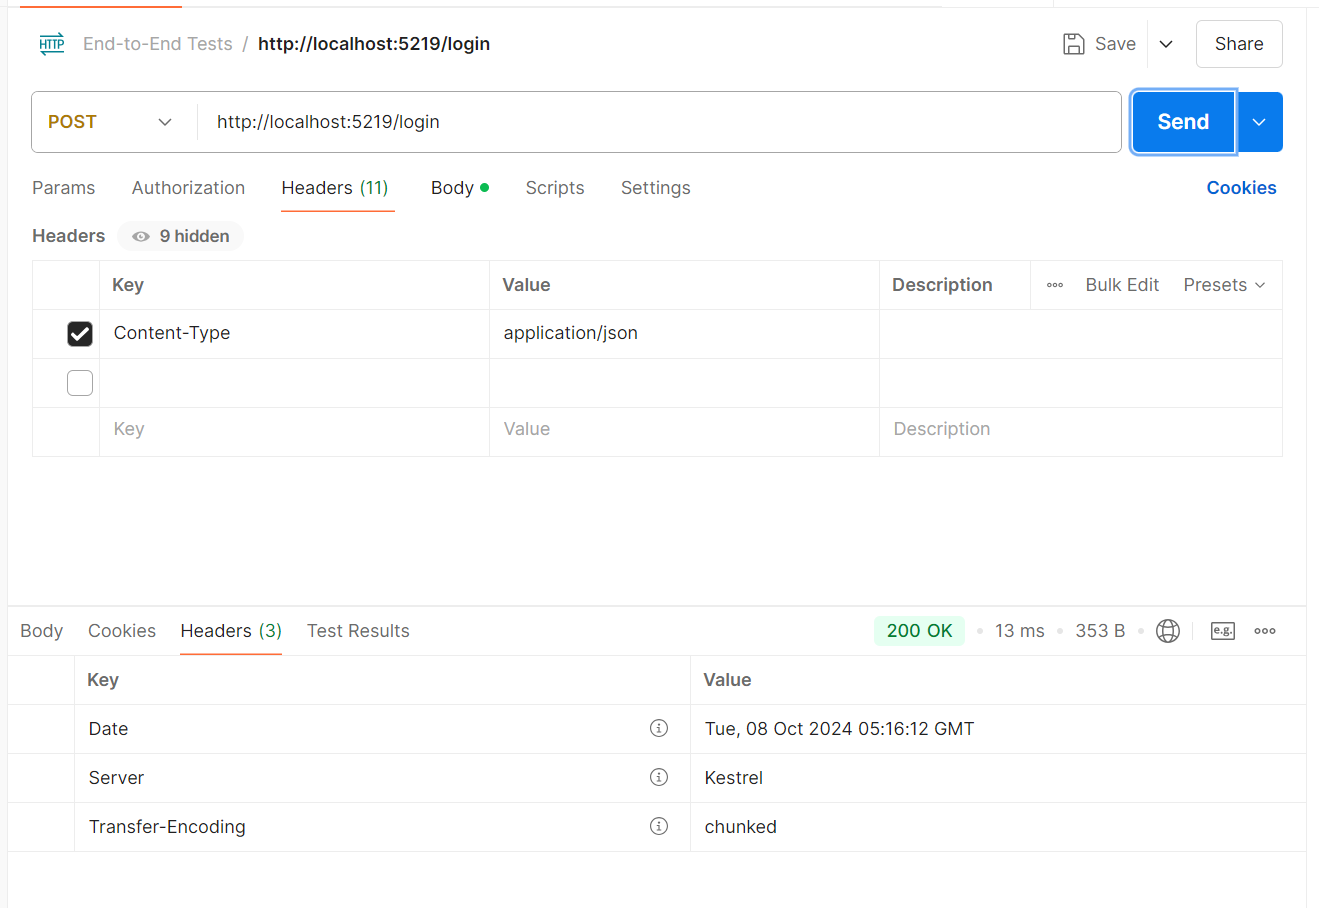 HTTP End-to-End Tests / http://localhost:5219/login Save Share
POST http://localhost:5219/login Send
Params Authorization Headers (11) Body Scripts Settings Cookies
Headers 9 hidden
Key Value Description Bulk Edit Presets
Content-Type application/json
Key Value Description
Body Cookies Headers (3) Test Results 200 OK 13 ms 353 B e.g.
Key Value
Date Tue, 08 Oct 2024 05:16:12 GMT
Server Kestrel
Transfer-Encoding chunked